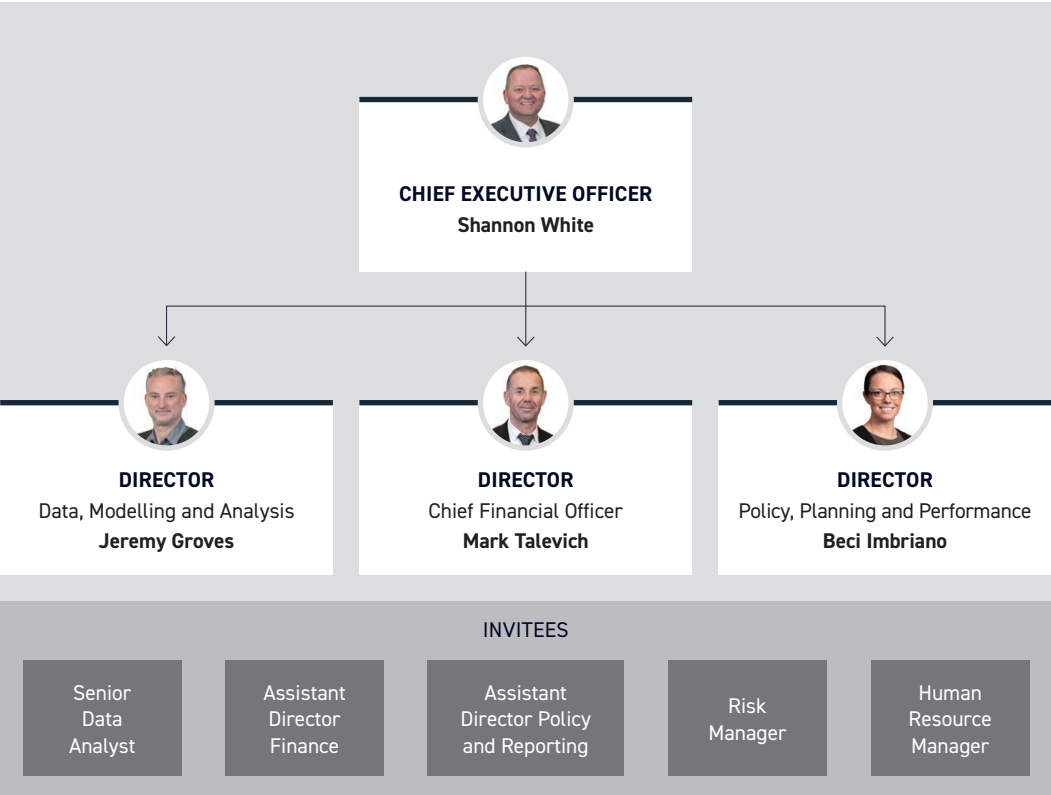 CHIEF EXECUTIVE OFFICER
Shannon White
DIRECTOR
Data, Modelling and Analysis
Jeremy Groves
DIRECTOR
Chief Financial Officer
Mark Talevich
DIRECTOR
Policy, Planning and Performance
Beci Imbriano
INVITEES
Senior
Data
Analyst
Assistant
Director
Finance
Assistant
Director Policy
and Reporting
Risk
Manager
Human
Resource
Manager